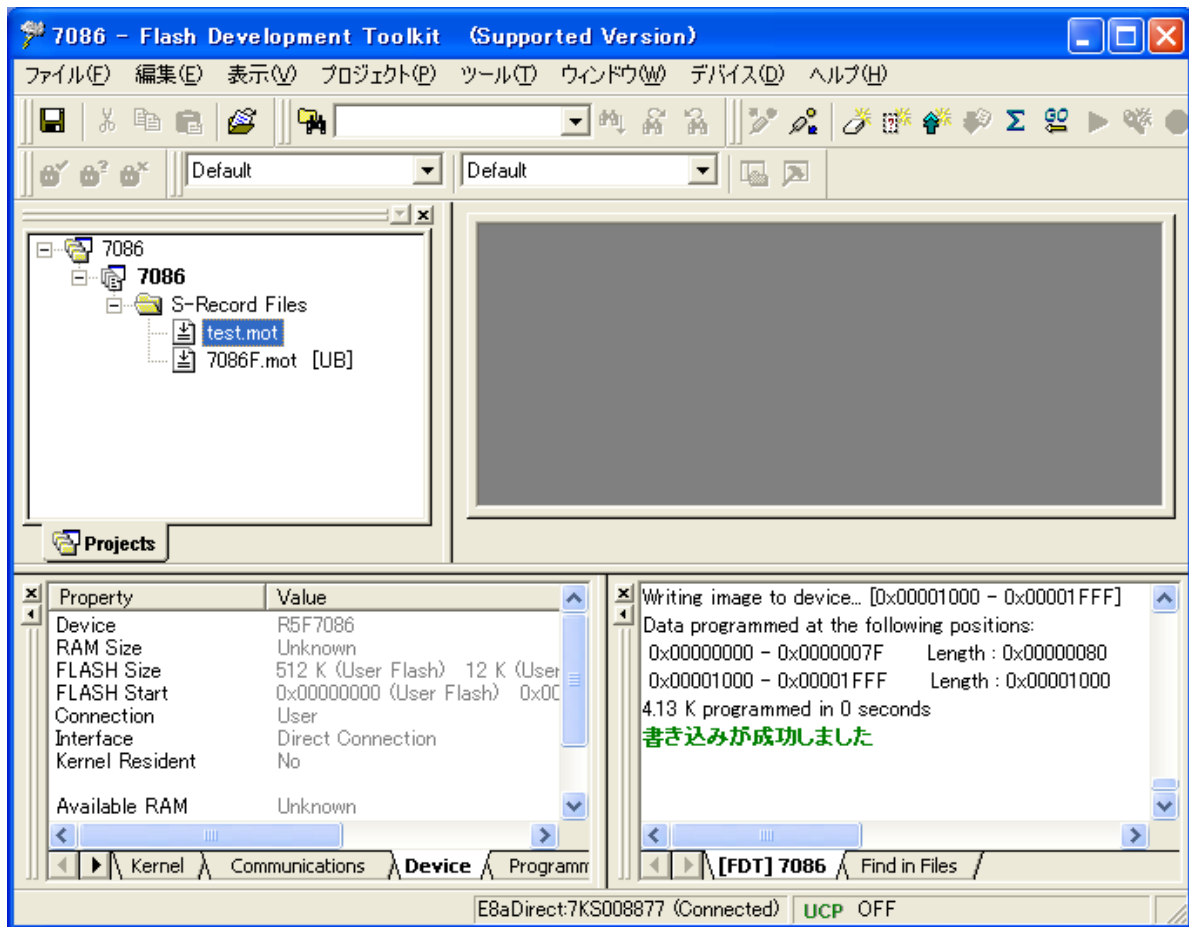 7086 - Flash Development Toolkit (Supported Version)
ファイル(F) 編集(E) 表示(V) プロジェクト(P) ツール(T) ウィンドウ(W) デバイス(D) ヘルプ(H)
GO
Default
Default
7086
7086
S-Record Files
test.mot
7086F.mot [UB]
Projects
Property Value
Device R5F7086
RAM Size Unknown
FLASH Size 512 K (User Flash) 12 K (User
FLASH Start 0x00000000 (User Flash) 0x00
Connection User
Interface Direct Connection
Kernel Resident No
Available RAM Unknown
Kernel Communications Device Programm
Writing image to device... [0x00001000 - 0x00001FFF]
Data programmed at the following positions:
0x00000000 - 0x0000007F Length : 0x00000080
0x00001000 - 0x00001FFF Length : 0x00001000
4.13 K programmed in 0 seconds
書き込みが成功しました
[FDT] 7086 Find in Files
E8aDirect:7KS008877 (Connected) UCP OFF